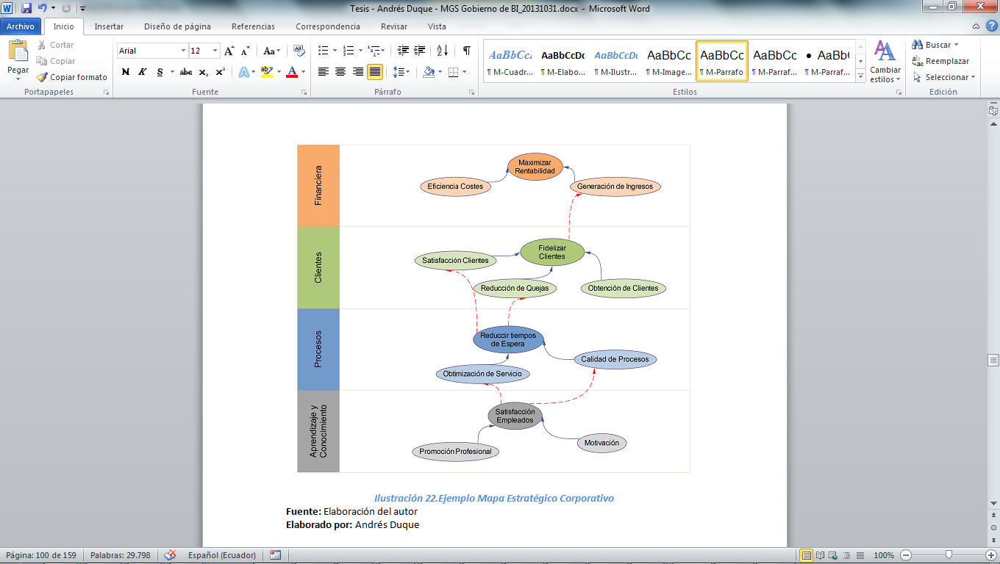 Tesis - Andrés Duque - MGS Gobierno de BI_20131031.docx - Microsoft Word
Archivo Inicio Insertar Diseño de página Referencias Correspondencia Revisar Vista
Pegar
Cortar
Copiar
Copiar formato
Portapapeles
Arial 12
N K S abc x₂ x²
Fuente
Párrafo
AaBbCcI AaBbCcDc AaBbCcDc AaBbCc AaBbCc AaBbCc AaBbC
¶ M-Cuadr... ¶ M-Elabo... ¶ M-Ilustr... ¶ M-Image... ¶ M-Parrafo ¶ M-Parraf... ¶ M-Parraf...
Estilos
Cambiar
estilos
Buscar
Reemplazar
Seleccionar
Edición
Financiera
Maximizar
Rentabilidad
Eficiencia Costes
Generación de Ingresos
Clientes
Fidelizar
Clientes
Satisfacción Clientes
Reducción de Quejas
Obtención de Clientes
Procesos
Reduccir tiempos
de Espera
Calidad de Procesos
Obtimización de Servicio
Aprendizaje y
Conocimiento
Satisfacción
Empleados
Promoción Profesional
Motivación
Ilustración 22.Ejemplo Mapa Estratégico Corporativo
Fuente: Elaboración del autor
Elaborado por: Andrés Duque
Página: 100 de 159 Palabras: 29.798 Español (Ecuador) 100%